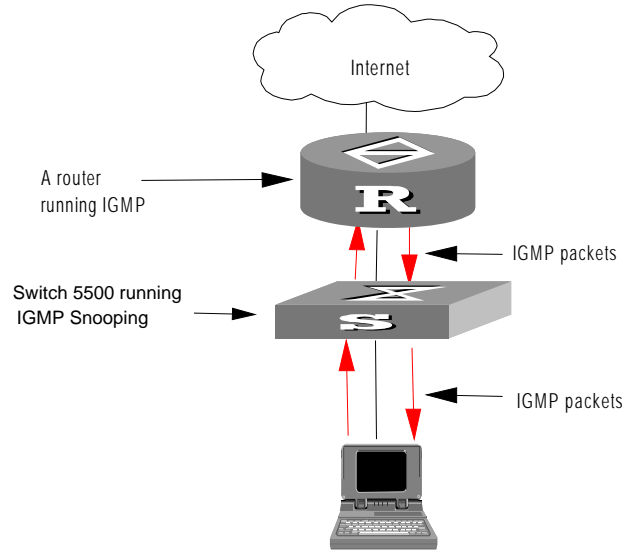 Internet
A router
running IGMP
R
IGMP packets
Switch 5500 running
IGMP Snooping
S
IGMP packets